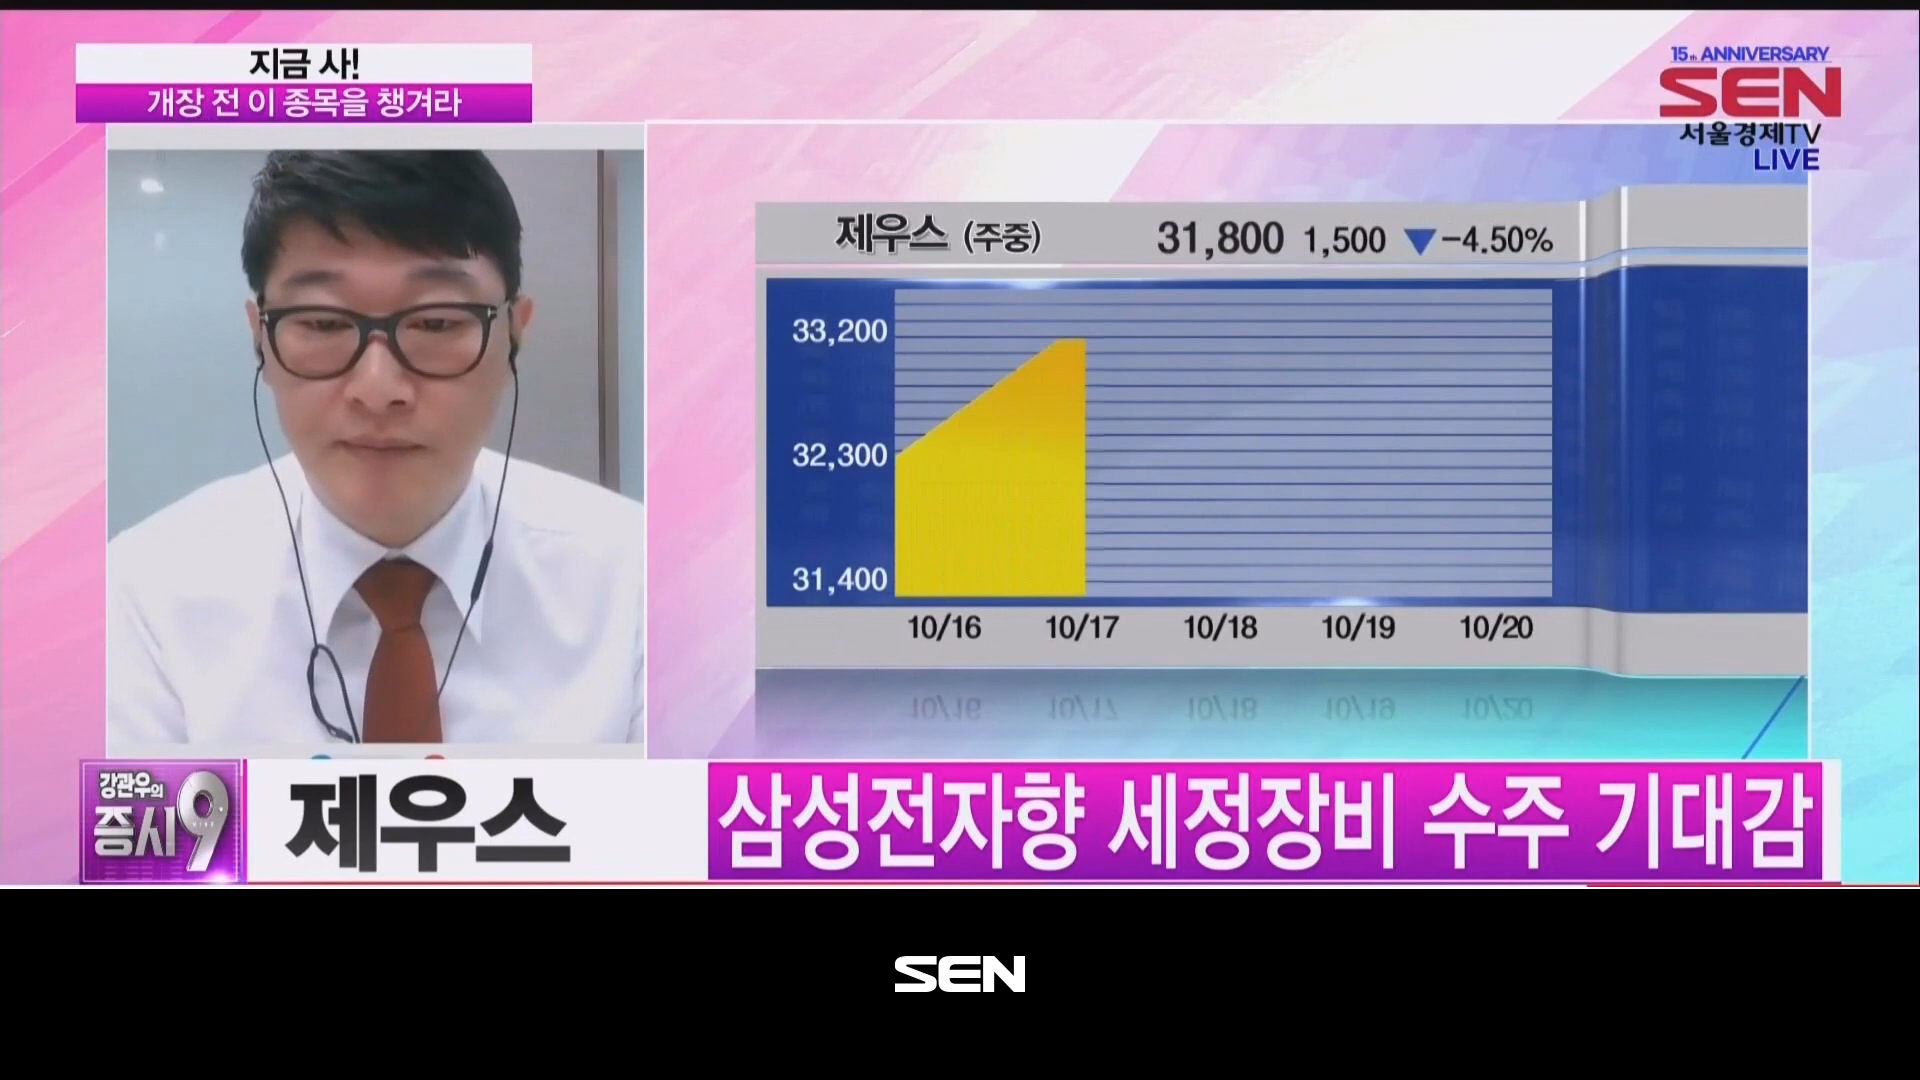 지금 사!
개장 전 이 종목을 챙겨라
15th ANNIVERSARY
SEN
서울경제TV
LIVE
제우스 (주중) 31,800 1,500 ▼-4.50%
33,200
32,300
31,400
10/16 10/17 10/18 10/19 10/20
강관우의
증시9
제우스
삼성전자향 세정장비 수주 기대감
SEN